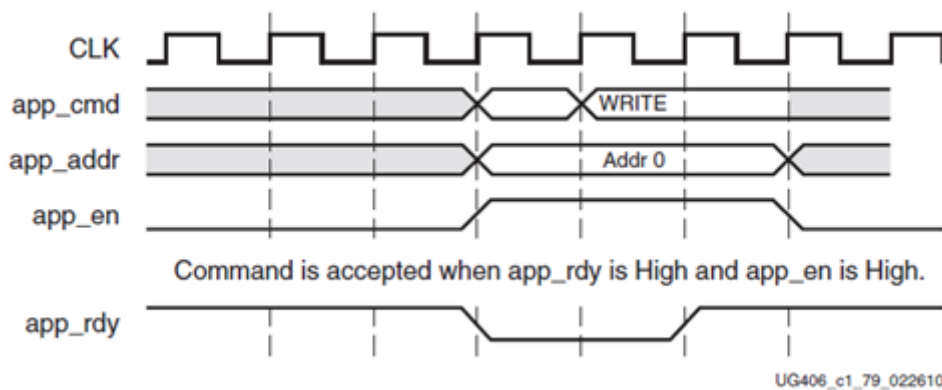 CLK
app_cmd WRITE
app_addr Addr 0
app_en
Command is accepted when app_rdy is High and app_en is High.
app_rdy
UG406_c1_79_022610